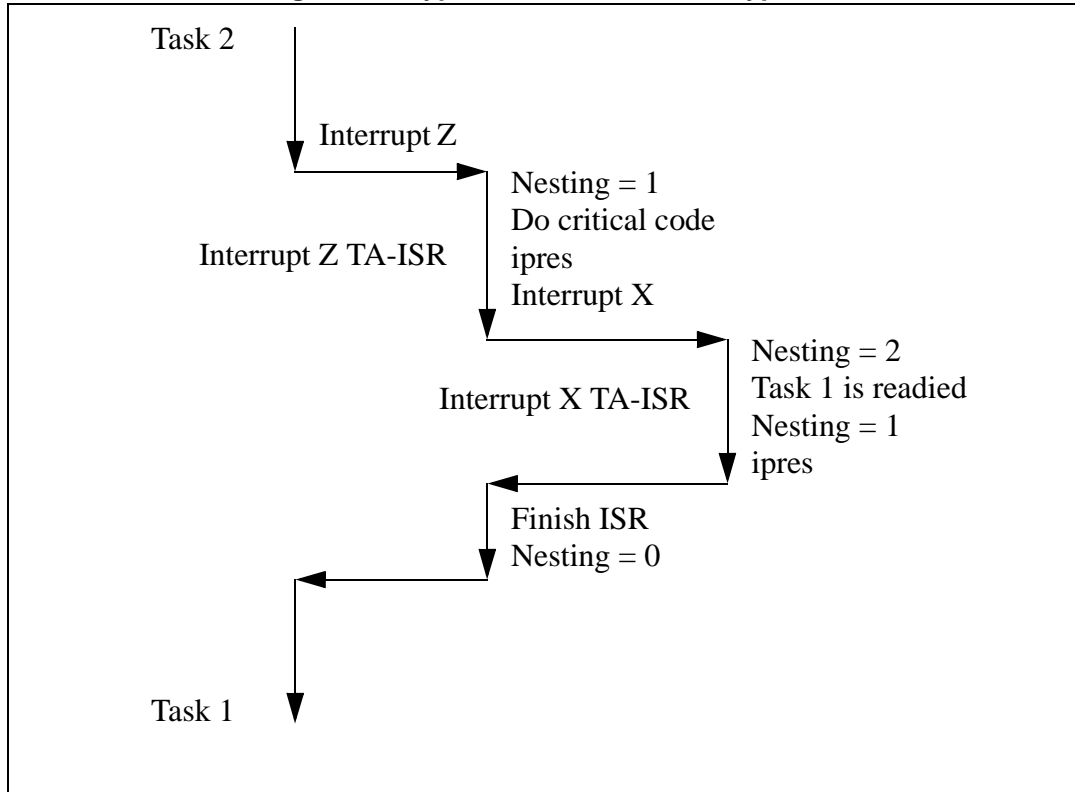 Task 2
Interrupt Z
Nesting = 1
Do critical code
ipres
Interrupt X
Interrupt Z TA-ISR
Nesting = 2
Task 1 is readied
Nesting = 1
ipres
Interrupt X TA-ISR
Finish ISR
Nesting = 0
Task 1